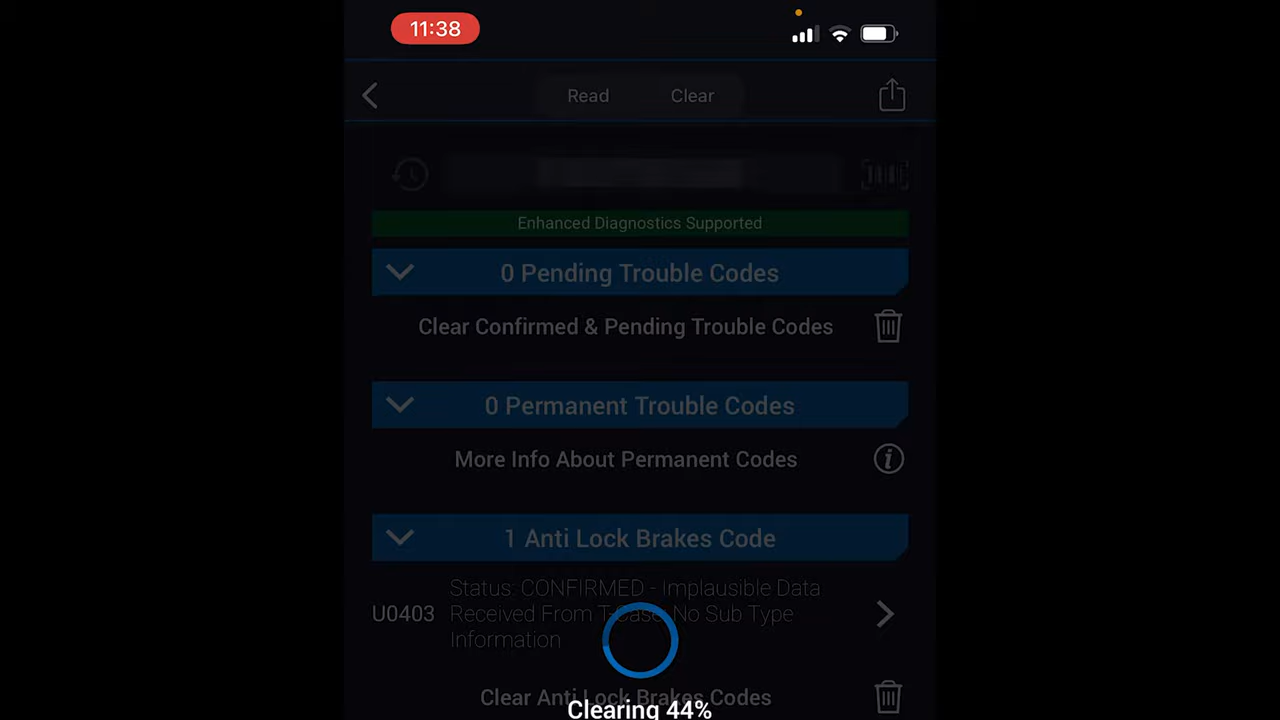 11:38
Read Clear
Enhanced Diagnostics Supported
0 Pending Trouble Codes
Clear Confirmed & Pending Trouble Codes
0 Permanent Trouble Codes
More Info About Permanent Codes
1 Anti Lock Brakes Code
Status: CONFIRMED - Implausible Data
U0403 Received From T-Case: No Sub Type
Information
Clear Anti Lock Brakes Codes
Clearing 44%